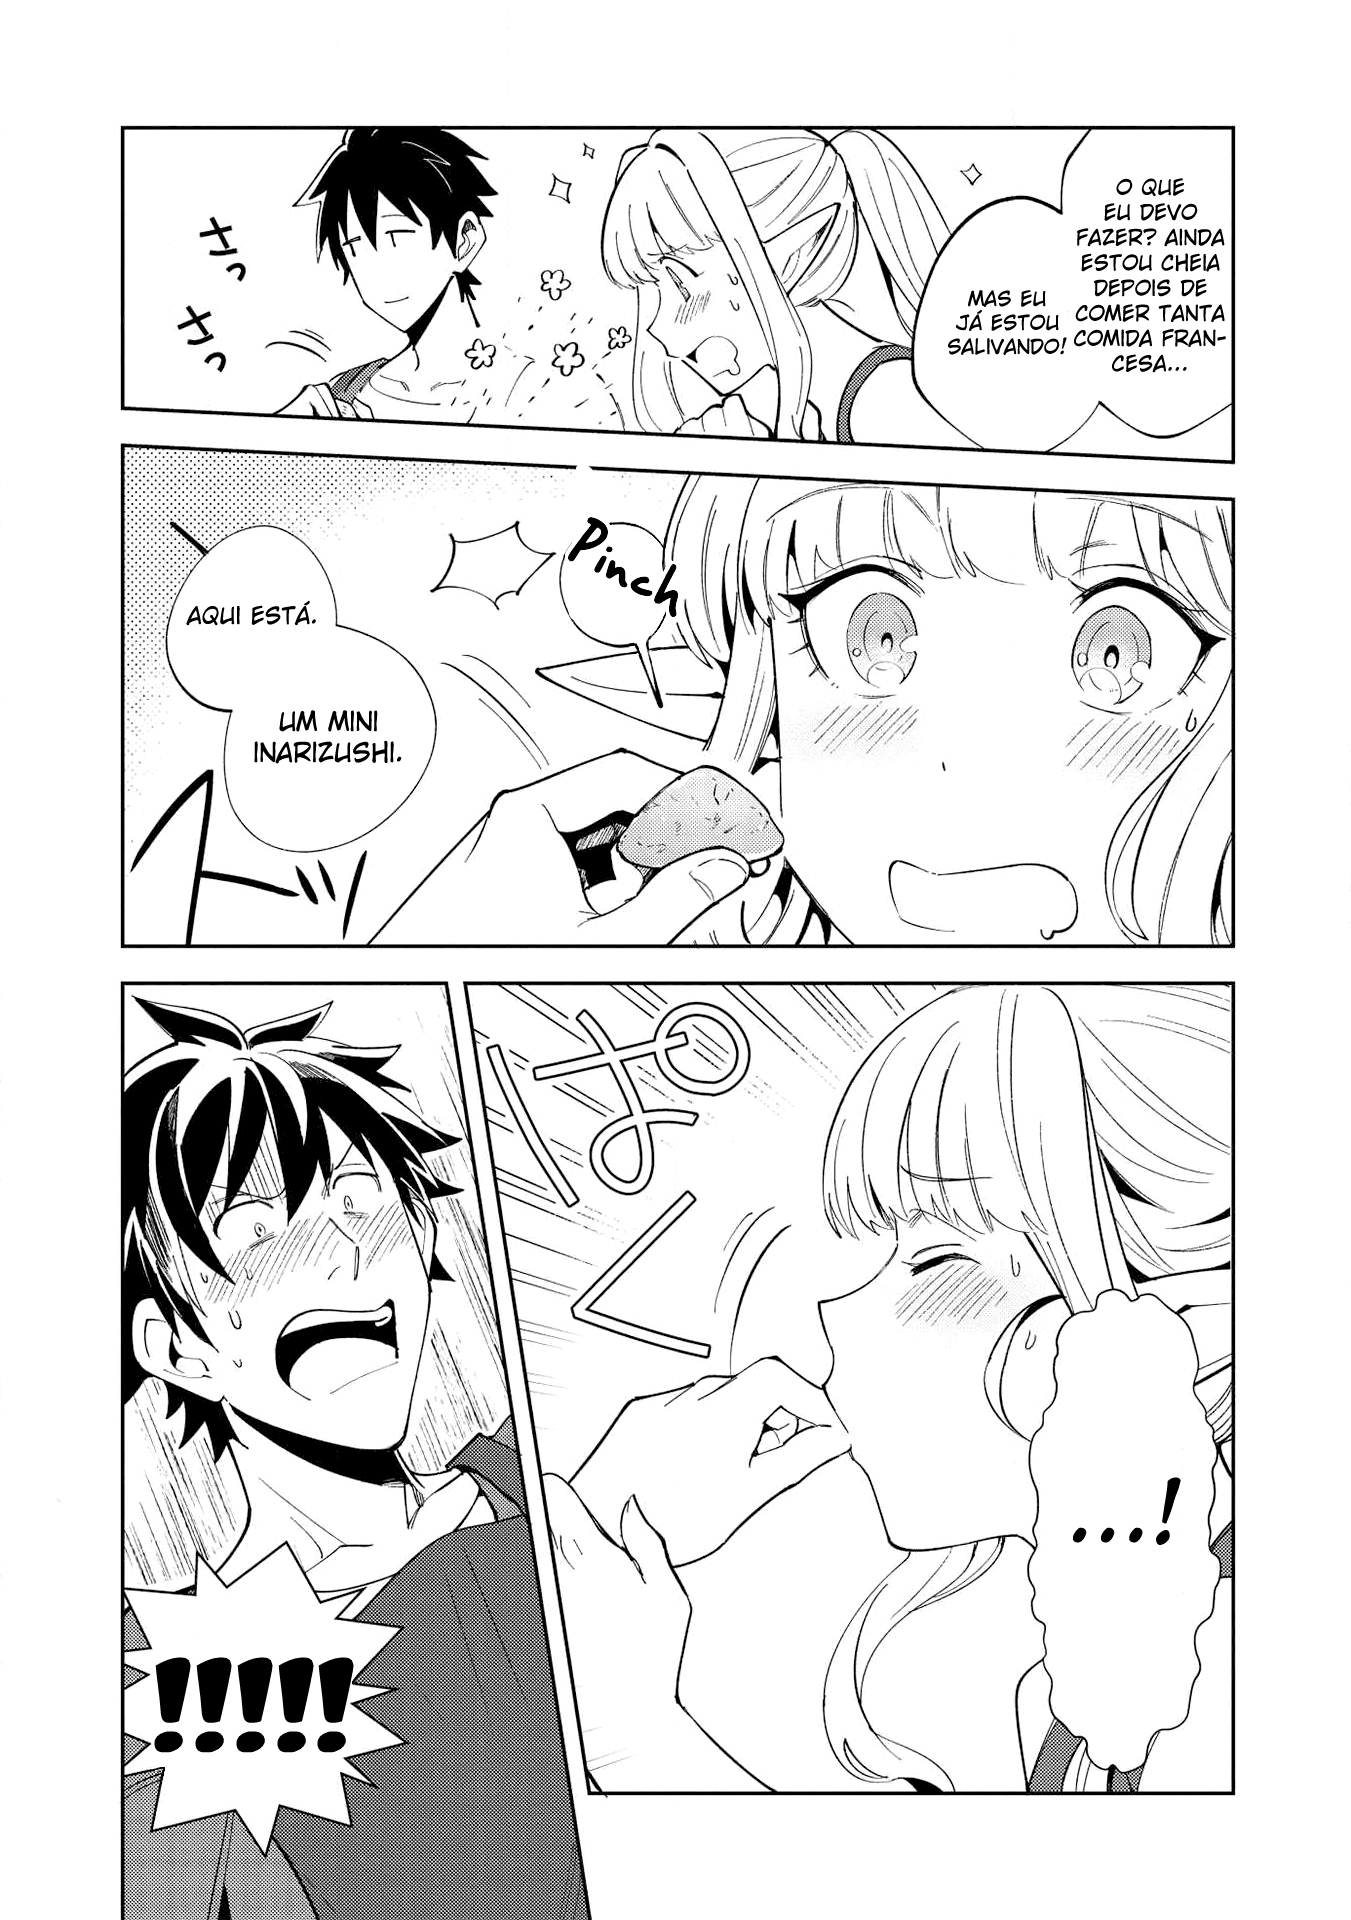 O QUE
EU DEVO
FAZER? AINDA
ESTOU CHEIA
DEPOIS DE
COMER TANTA
COMIDA FRAN-
CESA...
MAS EU
JÁ ESTOU
SALIVANDO!
さっ
さっ
Pinch
AQUI ESTÁ.
UM MINI
INARIZUSHI.
ぱく
...!
!!!!!